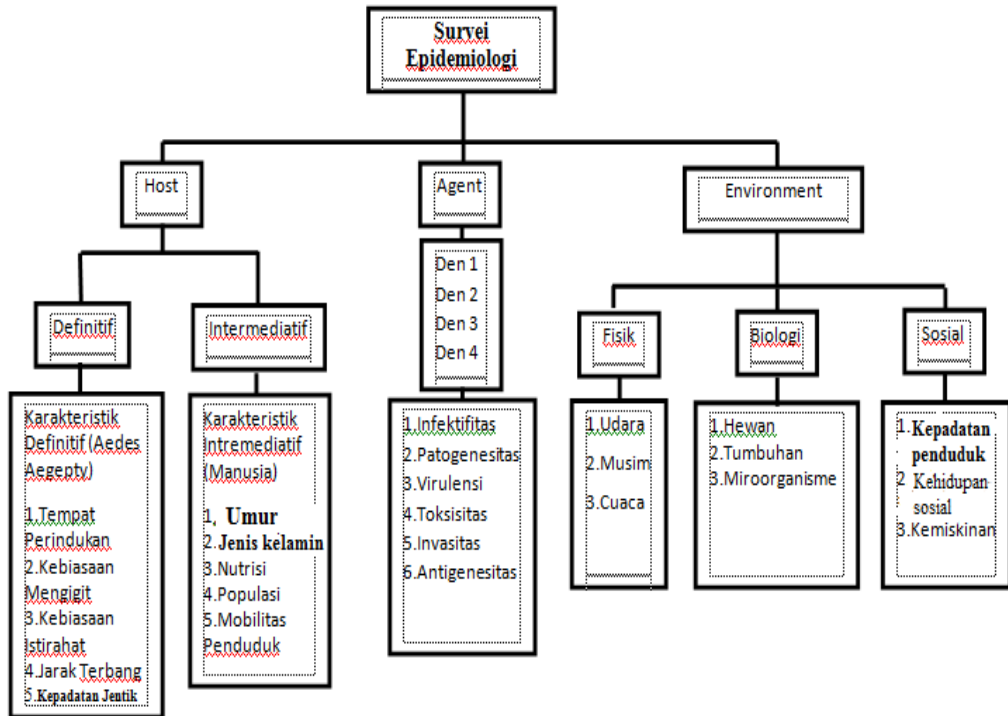 Survei
Epidemiologi
Host
Agent
Environment
Den 1
Den 2
Den 3
Den 4
Definitif
Intermediatif
Fisik
Biologi
Sosial
Karakteristik
Definitif (Aedes
Aegepty)
1.Tempat
Perindukan
2.Kebiasaan
Mengigit
3.Kebiasaan
Istirahat
4.Jarak Terbang
5.Kepadatan Jentik
Karakteristik
Intremediatif
(Manusia)
1. Umur
2.Jenis kelamin
3.Nutrisi
4.Populasi
5.Mobilitas
Penduduk
1.Infektifitas
2.Patogenesitas
3.Virulensi
4.Toksisitas
5.Invasitas
6.Antigenesitas
1.Udara
2.Musim
3.Cuaca
1.Hewan
2.Tumbuhan
3.Miroorganisme
1. Kepadatan
penduduk
2 Kehidupan
sosial
3.Kemiskinan